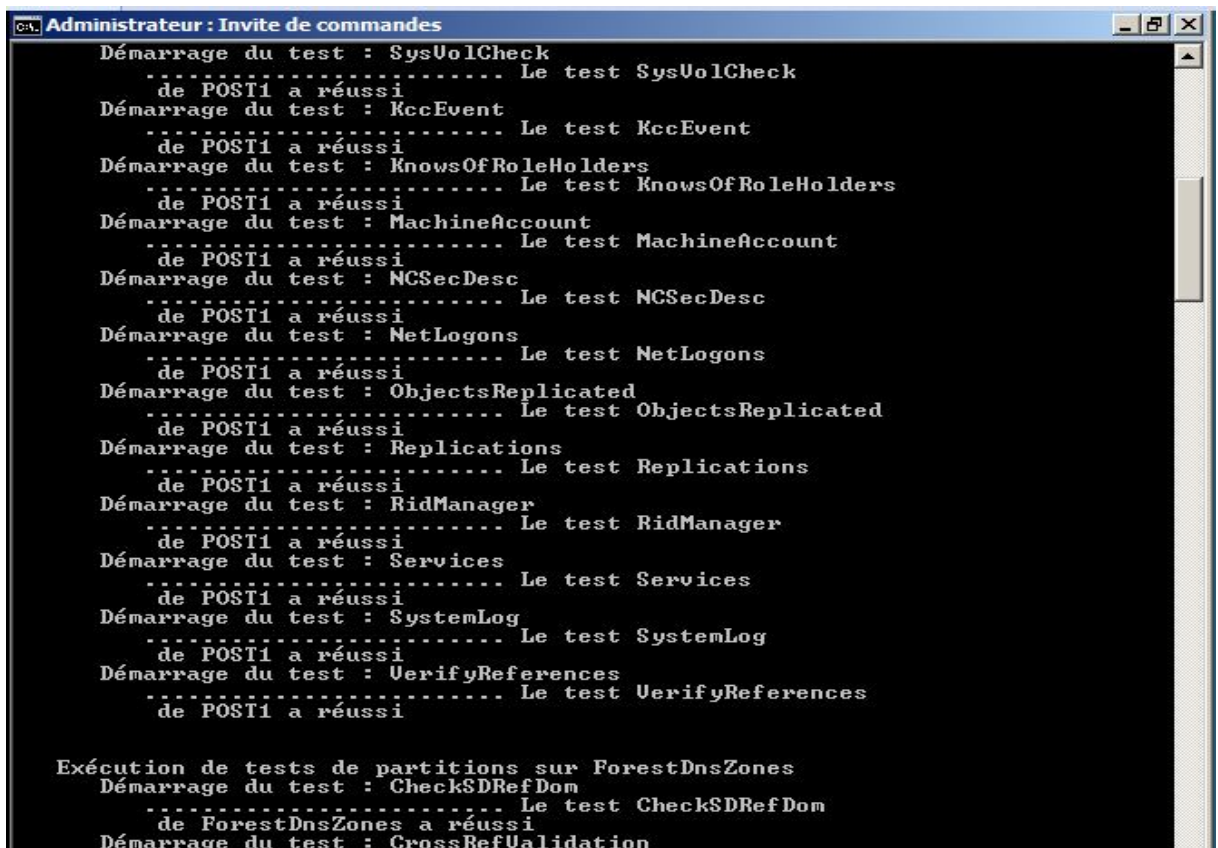 Administrateur : Invite de commandes
Démarrage du test : SysVolCheck
......................... Le test SysVolCheck
de POST1 a réussi
Démarrage du test : KccEvent
......................... Le test KccEvent
de POST1 a réussi
Démarrage du test : KnowsOfRoleHolders
......................... Le test KnowsOfRoleHolders
de POST1 a réussi
Démarrage du test : MachineAccount
......................... Le test MachineAccount
de POST1 a réussi
Démarrage du test : NCSecDesc
......................... Le test NCSecDesc
de POST1 a réussi
Démarrage du test : NetLogons
......................... Le test NetLogons
de POST1 a réussi
Démarrage du test : ObjectsReplicated
......................... Le test ObjectsReplicated
de POST1 a réussi
Démarrage du test : Replications
......................... Le test Replications
de POST1 a réussi
Démarrage du test : RidManager
......................... Le test RidManager
de POST1 a réussi
Démarrage du test : Services
......................... Le test Services
de POST1 a réussi
Démarrage du test : SystemLog
......................... Le test SystemLog
de POST1 a réussi
Démarrage du test : VerifyReferences
......................... Le test VerifyReferences
de POST1 a réussi
Exécution de tests de partitions sur ForestDnsZones
Démarrage du test : CheckSDRefDom
......................... Le test CheckSDRefDom
de ForestDnsZones a réussi
Démarrage du test : CrossRefValidation